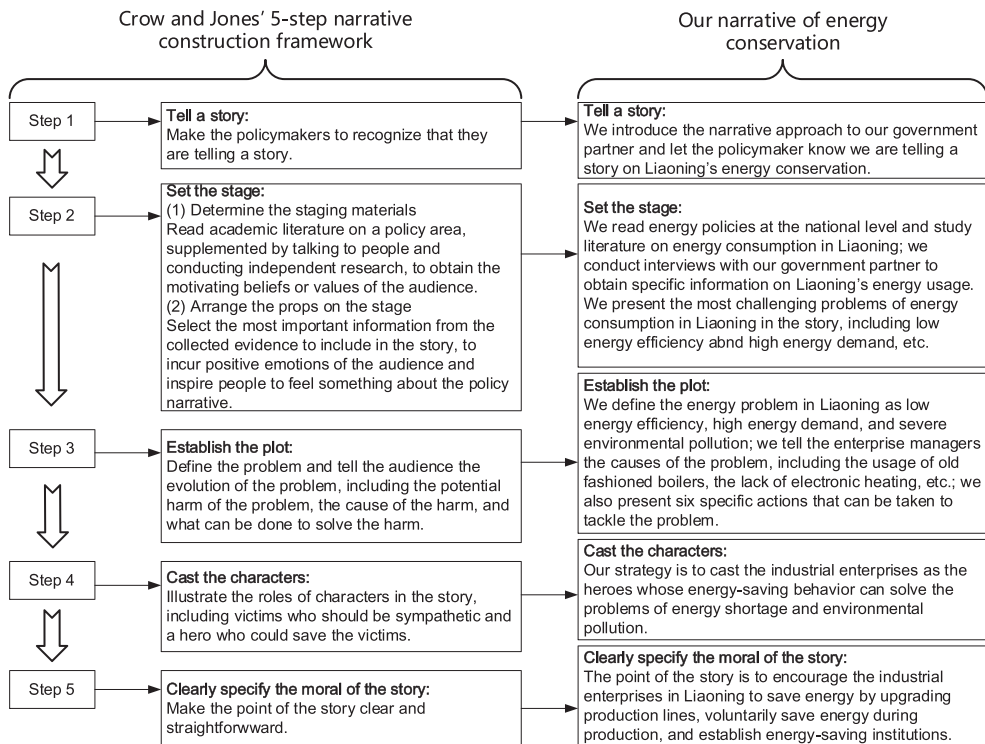 Crow and Jones' 5-step narrative
construction framework
Our narrative of energy
conservation
Step 1
Tell a story:
Make the policymakers to recognize that they
are telling a story.
Tell a story:
We introduce the narrative approach to our government
partner and let the policymaker know we are telling a
story on Liaoning's energy conservation.
Step 2
Set the stage:
(1) Determine the staging materials
Read academic literature on a policy area,
supplemented by talking to people and
conducting independent research, to obtain the
motivating beliefs or values of the audience.
(2) Arrange the props on the stage
Select the most important information from the
collected evidence to include in the story, to
incur positive emotions of the audience and
inspire people to feel something about the policy
narrative.
Set the stage:
We read energy policies at the national level and study
literature on energy consumption in Liaoning; we
conduct interviews with our government partner to
obtain specific information on Liaoning's energy usage.
We present the most challenging problems of energy
consumption in Liaoning in the story, including low
energy efficiency abnd high energy demand, etc.
Step 3
Establish the plot:
Define the problem and tell the audience the
evolution of the problem, including the potential
harm of the problem, the cause of the harm, and
what can be done to solve the harm.
Establish the plot:
We define the energy problem in Liaoning as low
energy efficiency, high energy demand, and severe
environmental pollution; we tell the enterprise managers
the causes of the problem, including the usage of old
fashioned boilers, the lack of electronic heating, etc.; we
also present six specific actions that can be taken to
tackle the problem.
Step 4
Cast the characters:
Illustrate the roles of characters in the story,
including victims who should be sympathetic and
a hero who could save the victims.
Cast the characters:
Our strategy is to cast the industrial enterprises as the
heroes whose energy-saving behavior can solve the
problems of energy shortage and environmental
pollution.
Step 5
Clearly specify the moral of the story:
Make the point of the story clear and
straightforwward.
Clearly specify the moral of the story:
The point of the story is to encourage the industrial
enterprises in Liaoning to save energy by upgrading
production lines, voluntarily save energy during
production, and establish energy-saving institutions.